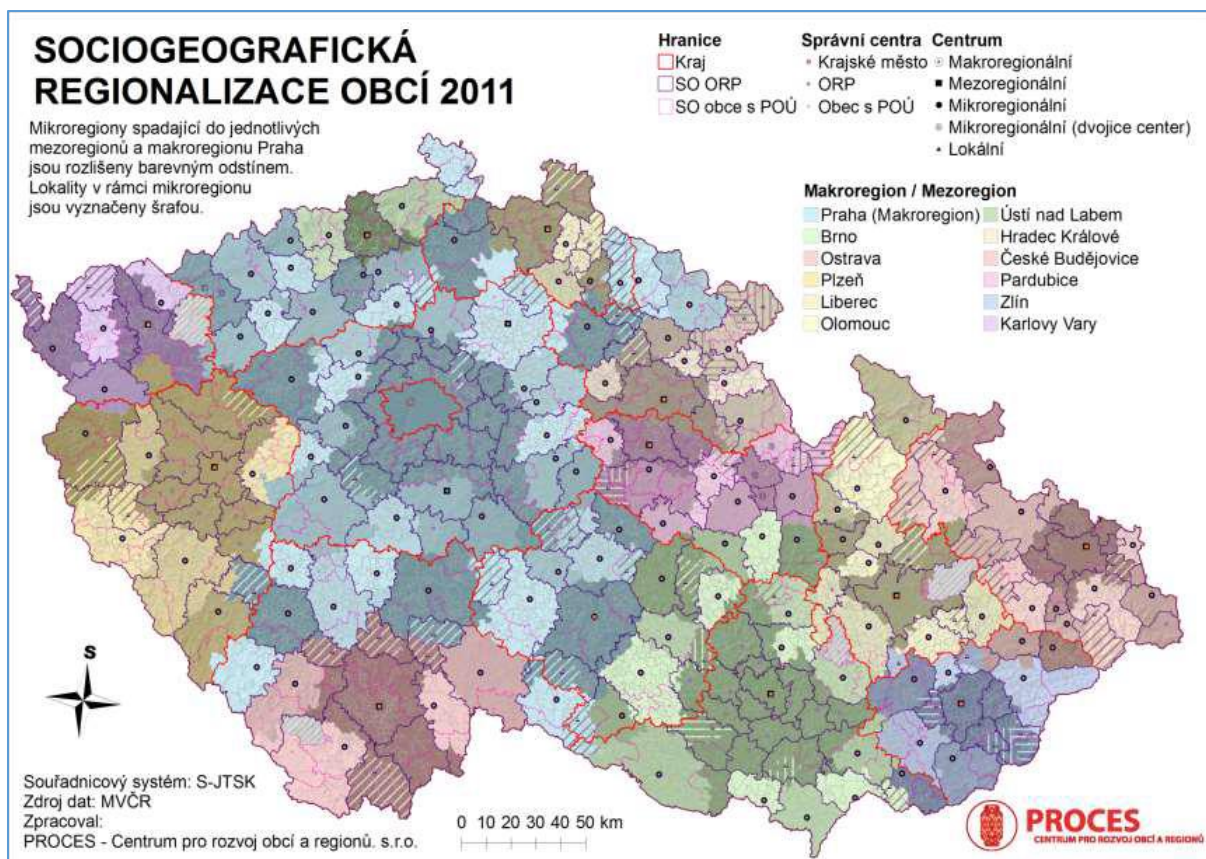 SOCIOGEOGRAFICKÁ
REGIONALIZACE OBCÍ 2011
Mikroregiony spadající do jednotlivých
mezoregionů a makroregionu Praha
jsou rozlišeny barevným odstínem.
Lokality v rámci mikroregionu
jsou vyznačeny šrafou.
Hranice
Kraj
SO ORP
SO obce s POÚ
Správní centra
Krajské město
ORP
Obec s POÚ
Centrum
Makroregionální
Mezoregionální
Mikroregionální
Mikroregionální (dvojice center)
Lokální
Makroregion / Mezoregion
Praha (Makroregion)
Brno
Ostrava
Plzeň
Liberec
Olomouc
Ústí nad Labem
Hradec Králové
České Budějovice
Pardubice
Zlín
Karlovy Vary
S
Souřadnicový systém: S-JTSK
Zdroj dat: MVČR
Zpracoval:
PROCES - Centrum pro rozvoj obcí a regionů. s.r.o.
0 10 20 30 40 50 km
PROCES
CENTRUM PRO ROZVOJ OBCÍ A REGIONŮ